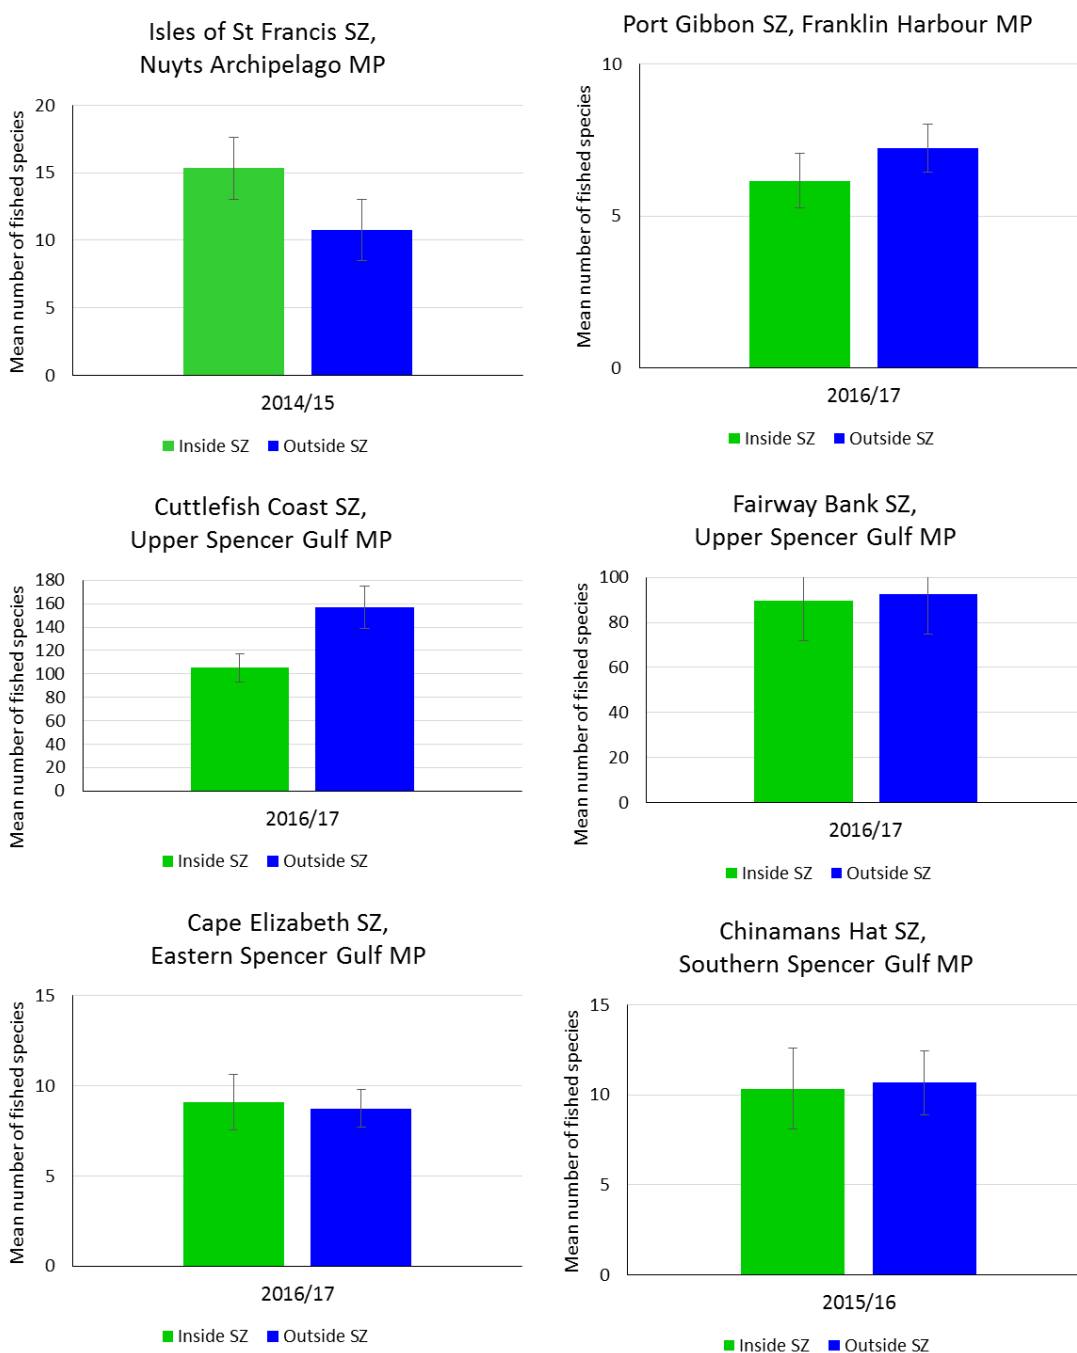 Isles of St Francis SZ,
Nuyts Archipelago MP
Mean number of fished species
20
15
10
5
0
2014/15
Inside SZ Outside SZ
Port Gibbon SZ, Franklin Harbour MP
Mean number of fished species
10
5
0
2016/17
Inside SZ Outside SZ
Cuttlefish Coast SZ,
Upper Spencer Gulf MP
Mean number of fished species
180
160
140
120
100
80
60
40
20
0
2016/17
Inside SZ Outside SZ
Fairway Bank SZ,
Upper Spencer Gulf MP
Mean number of fished species
100
80
60
40
20
0
2016/17
Inside SZ Outside SZ
Cape Elizabeth SZ,
Eastern Spencer Gulf MP
Mean number of fished species
15
10
5
0
2016/17
Inside SZ Outside SZ
Chinamans Hat SZ,
Southern Spencer Gulf MP
Mean number of fished species
15
10
5
0
2015/16
Inside SZ Outside SZ